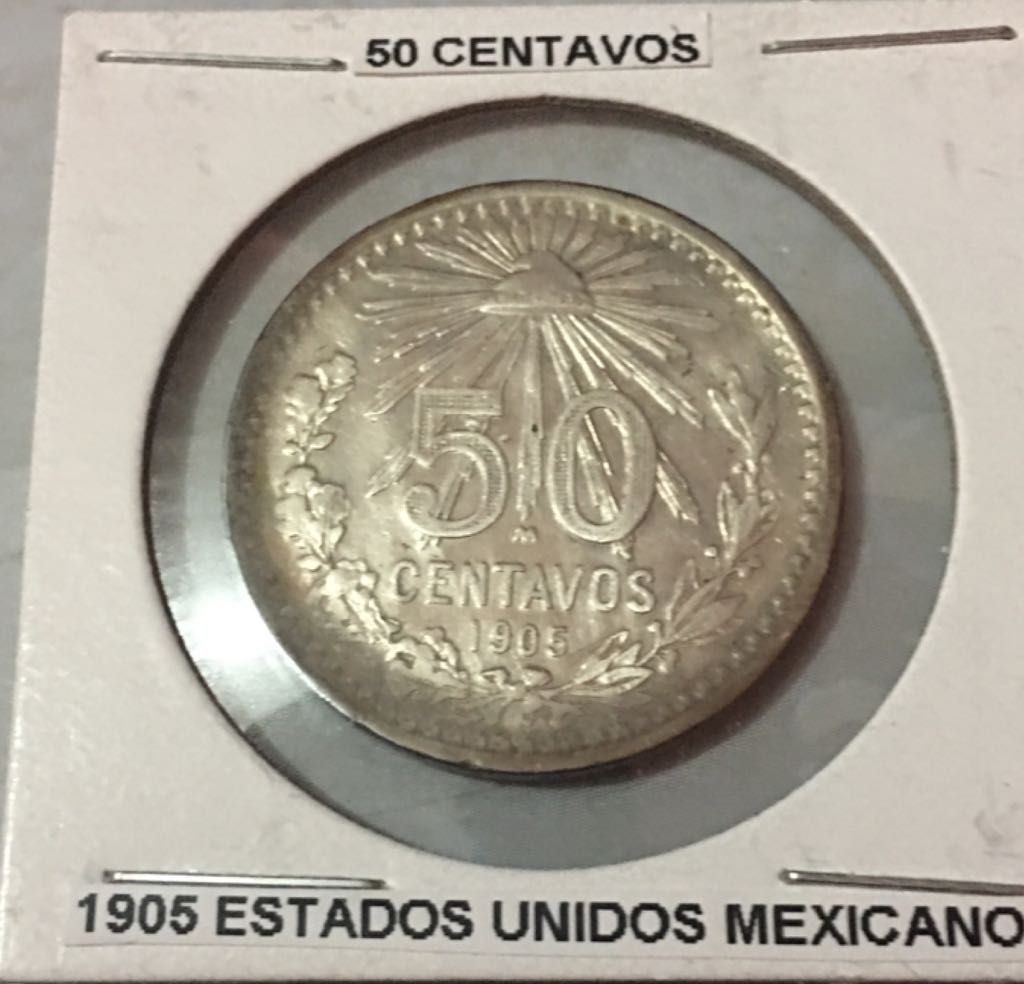 50 CENTAVOS
50
M
CENTAVOS
1905
1905 ESTADOS UNIDOS MEXICANO